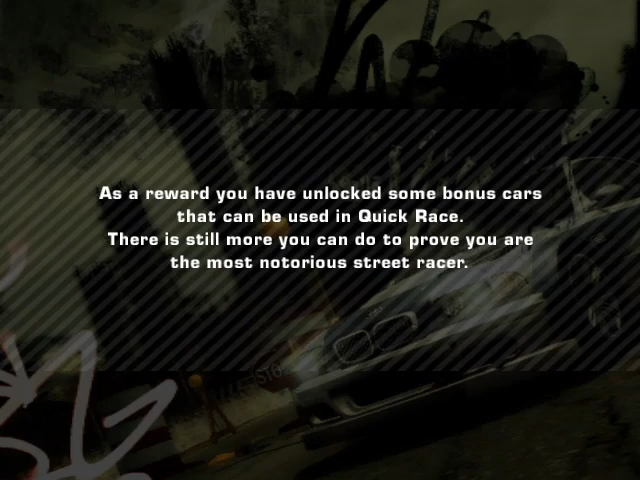 As a reward you have unlocked some bonus cars
that can be used in Quick Race.
There is still more you can do to prove you are
the most notorious street racer.